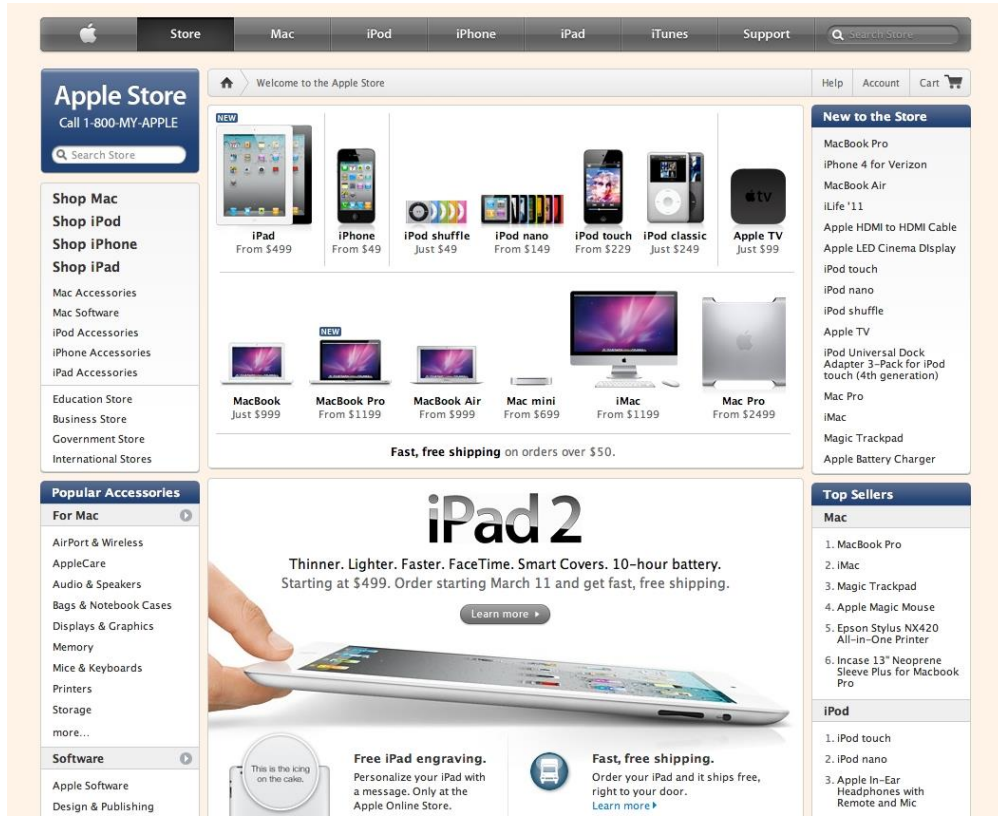 Store
Mac
iPod
iPhone
iPad
iTunes
Support
Search Store
Apple Store
Call 1-800-MY-APPLE
Search Store
Welcome to the Apple Store
Help
Account
Cart
Shop Mac
Shop iPod
Shop iPhone
Shop iPad
Mac Accessories
Mac Software
iPod Accessories
iPhone Accessories
iPad Accessories
Education Store
Business Store
Government Store
International Stores
NEW
iPad
From $499
iPhone
From $49
iPod shuffle
Just $49
iPod nano
From $149
iPod touch
From $229
iPod classic
Just $249
tv
Apple TV
Just $99
MacBook
Just $999
NEW
MacBook Pro
From $1199
MacBook Air
From $999
Mac mini
From $699
iMac
From $1199
Mac Pro
From $2499
Fast, free shipping on orders over $50.
New to the Store
MacBook Pro
iPhone 4 for Verizon
MacBook Air
iLife '11
Apple HDMI to HDMI Cable
Apple LED Cinema DIsplay
iPod touch
iPod nano
iPod shuffle
Apple TV
iPod Universal Dock
Adapter 3-Pack for iPod
touch (4th generation)
Mac Pro
iMac
Magic Trackpad
Apple Battery Charger
Popular Accessories
For Mac
AirPort & Wireless
AppleCare
Audio & Speakers
Bags & Notebook Cases
Displays & Graphics
Memory
Mice & Keyboards
Printers
Storage
more...
Software
Apple Software
Design & Publishing
iPad 2
Thinner. Lighter. Faster. FaceTime. Smart Covers. 10-hour battery.
Starting at $499. Order starting March 11 and get fast, free shipping.
Learn more
This is the icing
on the cake.
Free iPad engraving.
Personalize your iPad with
a message. Only at the
Apple Online Store.
Fast, free shipping.
Order your iPad and it ships free,
right to your door.
Learn more
Top Sellers
Mac
1. MacBook Pro
2. iMac
3. Magic Trackpad
4. Apple Magic Mouse
5. Epson Stylus NX420
All-in-One Printer
6. Incase 13" Neoprene
Sleeve Plus for Macbook
Pro
iPod
1. iPod touch
2. iPod nano
3. Apple In-Ear
Headphones with
Remote and Mic